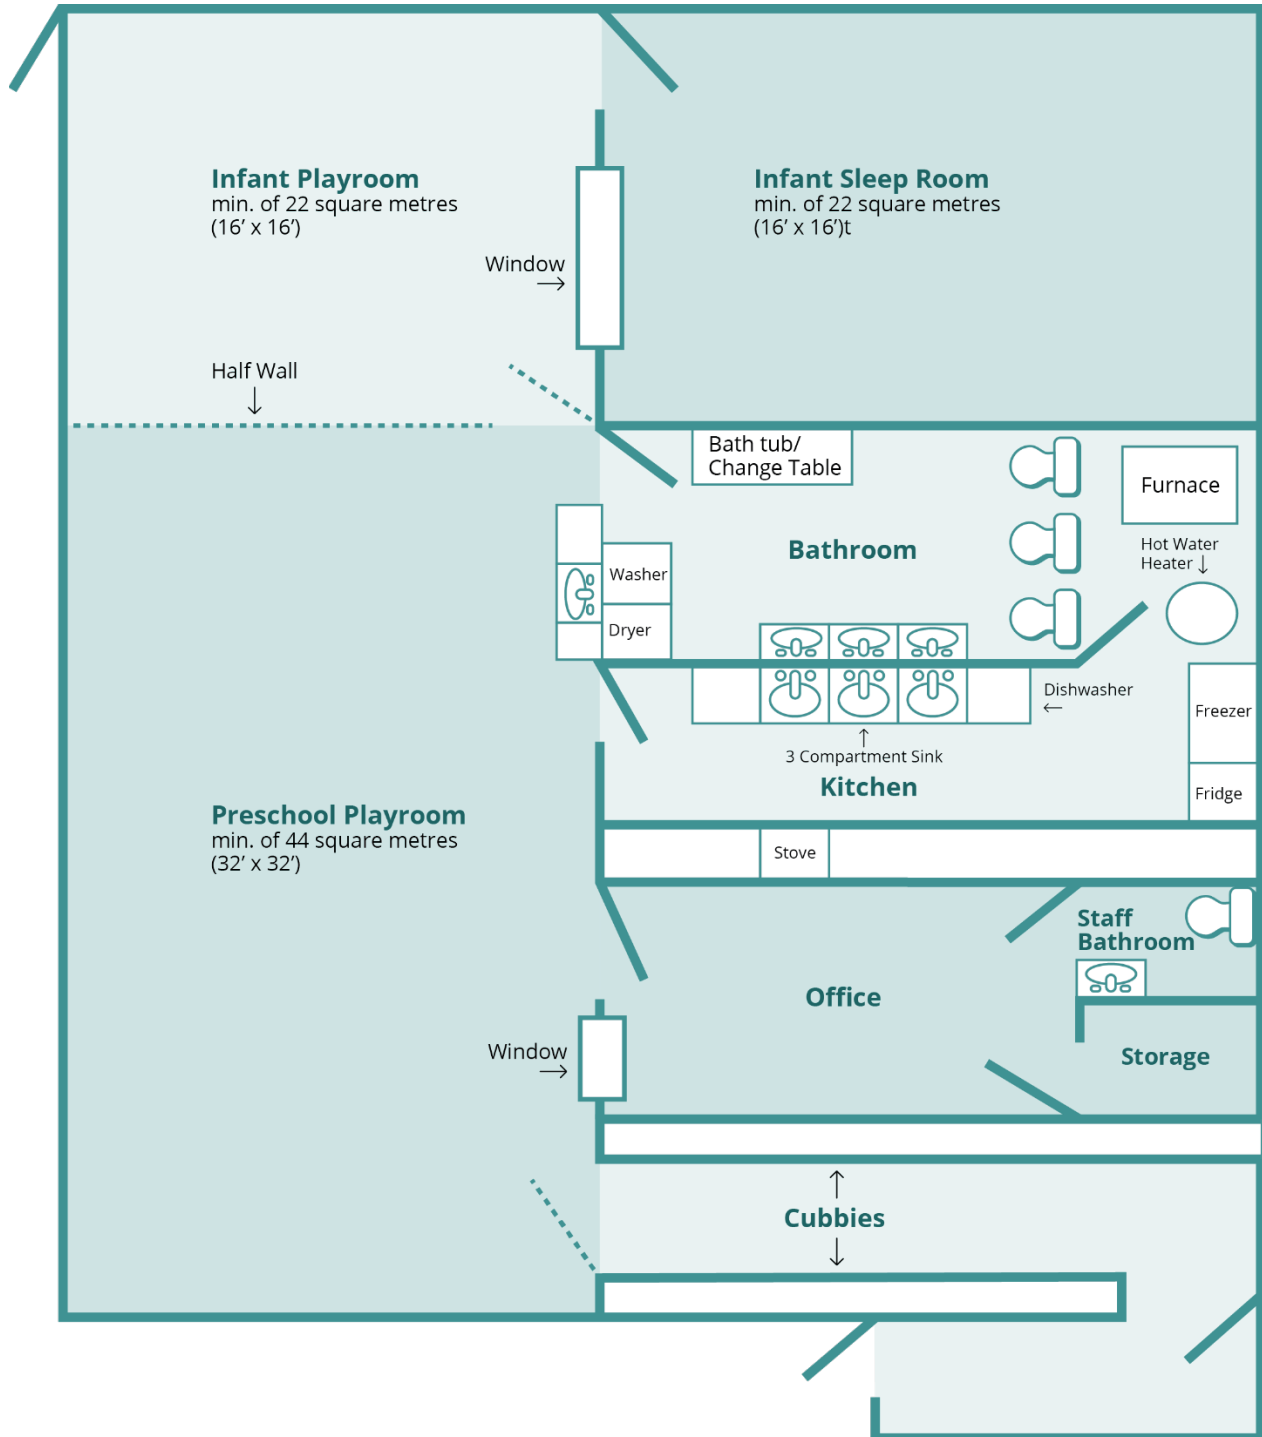 Infant Playroom
min. of 22 square metres
(16’ x 16’)
Infant Sleep Room
min. of 22 square metres
(16’ x 16’)t
Window
→
Half Wall
↓
Bath tub/
Change Table
Furnace
Bathroom
Hot Water
Heater ↓
Washer
Dryer
Dishwasher
←
Freezer
↑
3 Compartment Sink
Kitchen
Fridge
Preschool Playroom
min. of 44 square metres
(32’ x 32’)
Stove
Staff
Bathroom
Office
Window
→
Storage
↑
Cubbies
↓